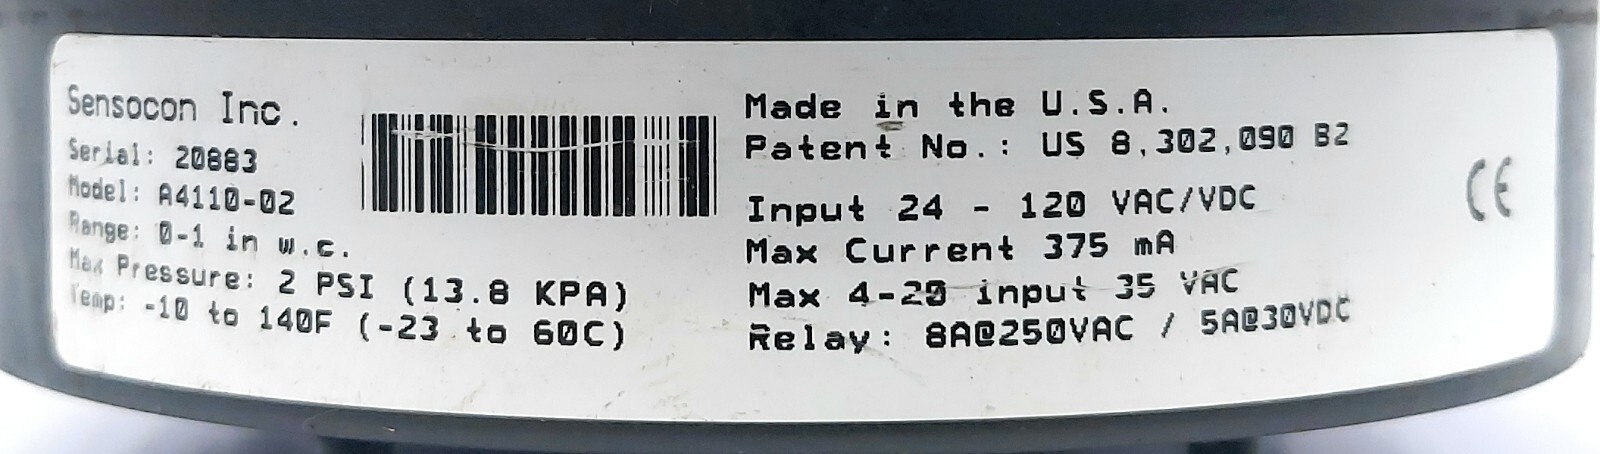 Sensocon Inc.
Serial: 20883
Model: A4110-02
Range: 0-1 in w.c.
Max Pressure: 2 PSI (13.8 KPA)
Temp: -10 to 140F (-23 to 60C)
Made in the U.S.A.
Patent No.: US 8,302,090 B2
Input 24 - 120 VAC/VDC
Max Current 375 mA
Max 4-20 input 35 VAC
Relay: 8A@250VAC / 5A@30VDC
CE